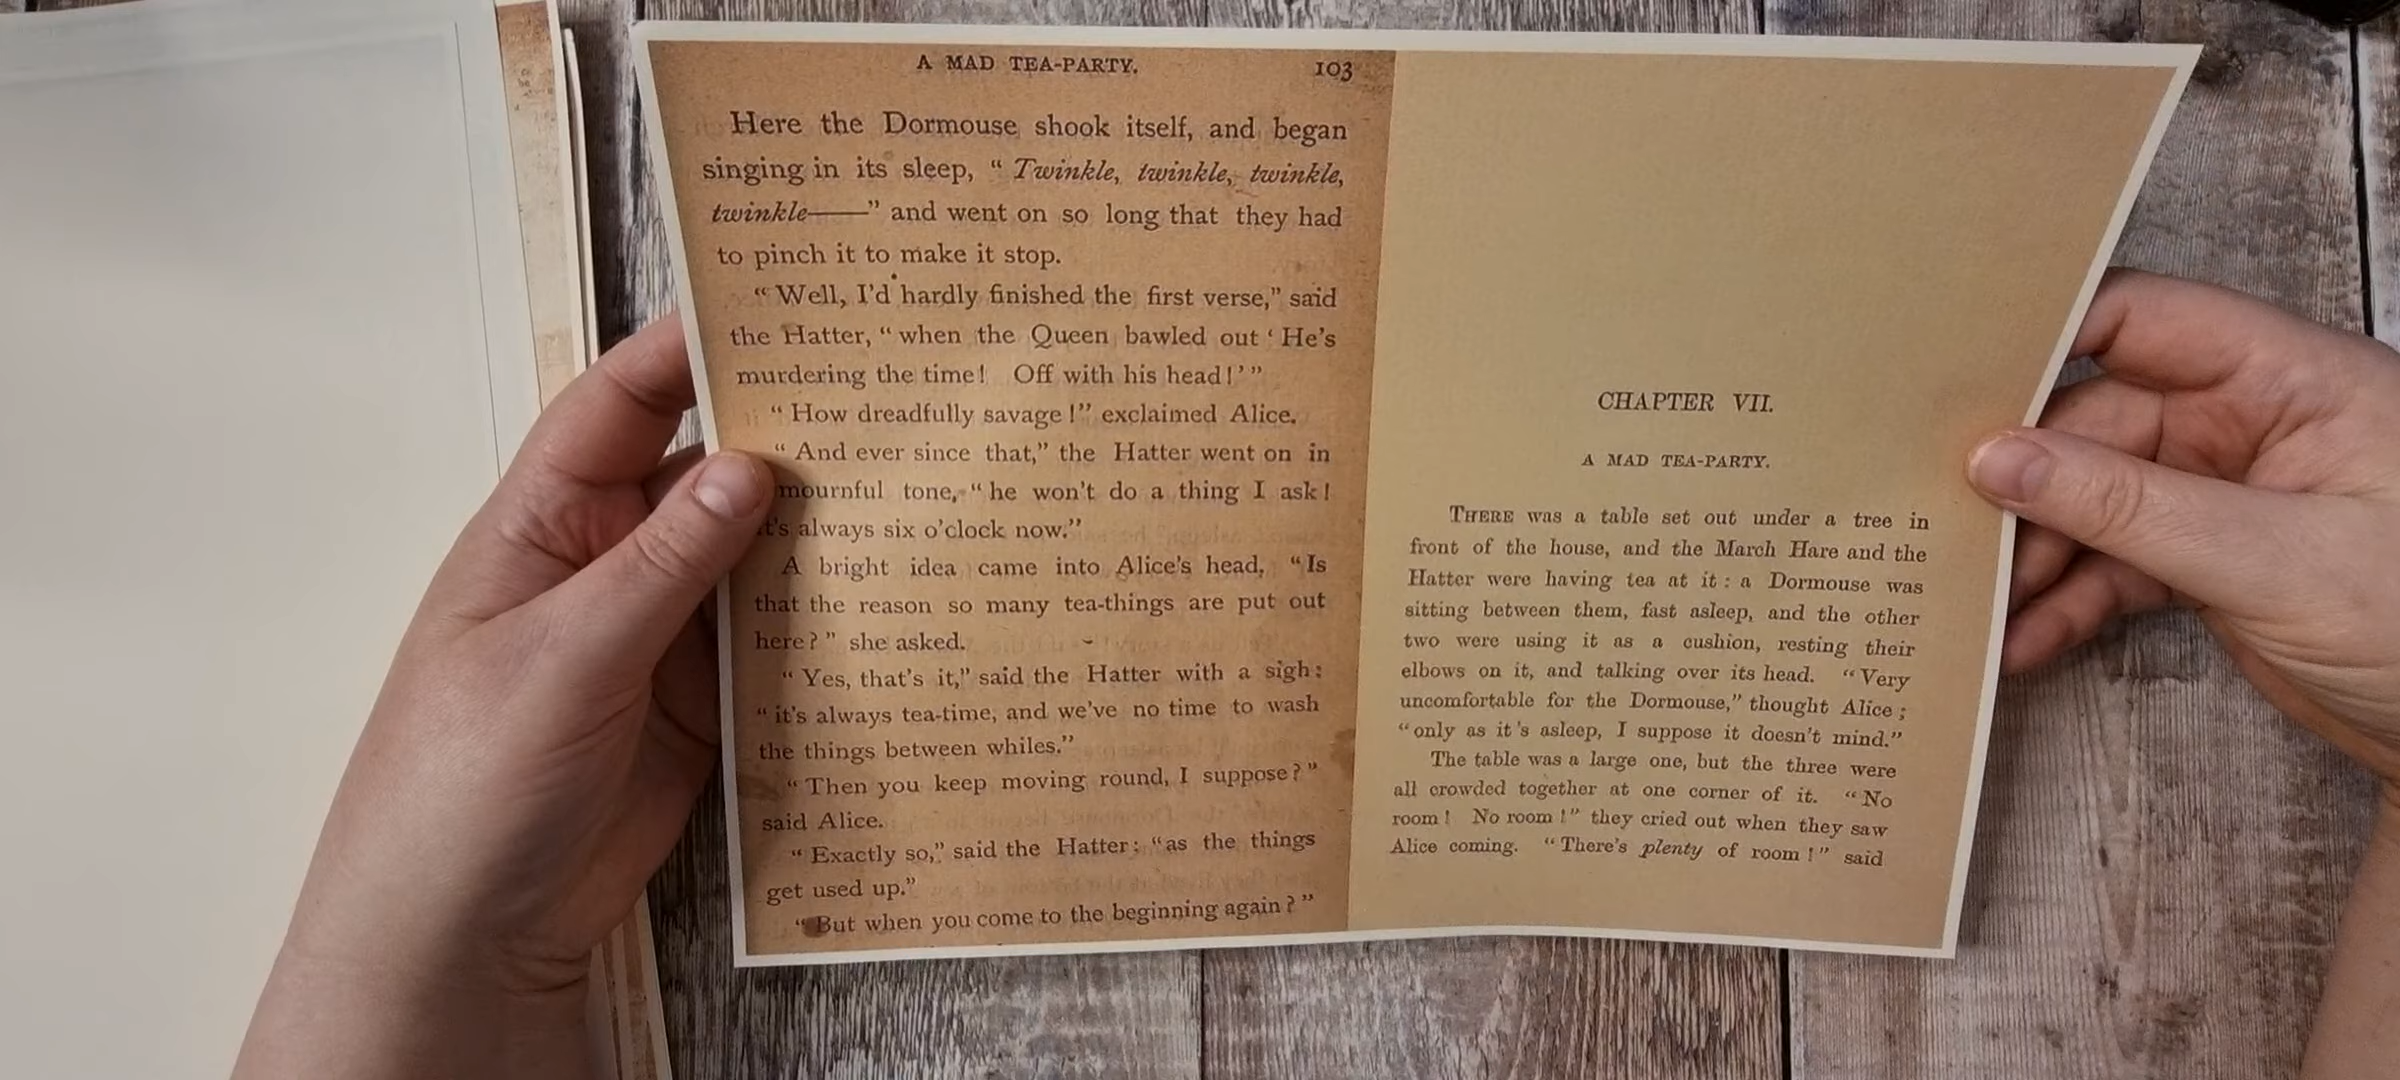 A MAD TEA-PARTY. 103
Here the Dormouse shook itself, and began
singing in its sleep, “ Twinkle, twinkle, twinkle,
twinkle——” and went on so long that they had
to pinch it to make it stop.
“ Well, I’d hardly finished the first verse,” said
the Hatter, “ when the Queen bawled out ‘ He’s
murdering the time! Off with his head!’ ”
“ How dreadfully savage !” exclaimed Alice.
“ And ever since that,” the Hatter went on in
mournful tone, “ he won’t do a thing I ask !
It’s always six o’clock now.”
A bright idea came into Alice’s head. “Is
that the reason so many tea-things are put out
here ? ” she asked.
“ Yes, that’s it,” said the Hatter with a sigh :
“ it’s always tea-time, and we’ve no time to wash
the things between whiles.”
“ Then you keep moving round, I suppose ? ”
said Alice.
“ Exactly so,” said the Hatter : “as the things
get used up.”
“ But when you come to the beginning again ? ”
CHAPTER VII.
A MAD TEA-PARTY.
THERE was a table set out under a tree in
front of the house, and the March Hare and the
Hatter were having tea at it : a Dormouse was
sitting between them, fast asleep, and the other
two were using it as a cushion, resting their
elbows on it, and talking over its head. “ Very
uncomfortable for the Dormouse,” thought Alice ;
“ only as it’s asleep, I suppose it doesn’t mind.”
The table was a large one, but the three were
all crowded together at one corner of it. “ No
room ! No room !” they cried out when they saw
Alice coming. “ There’s plenty of room !” said